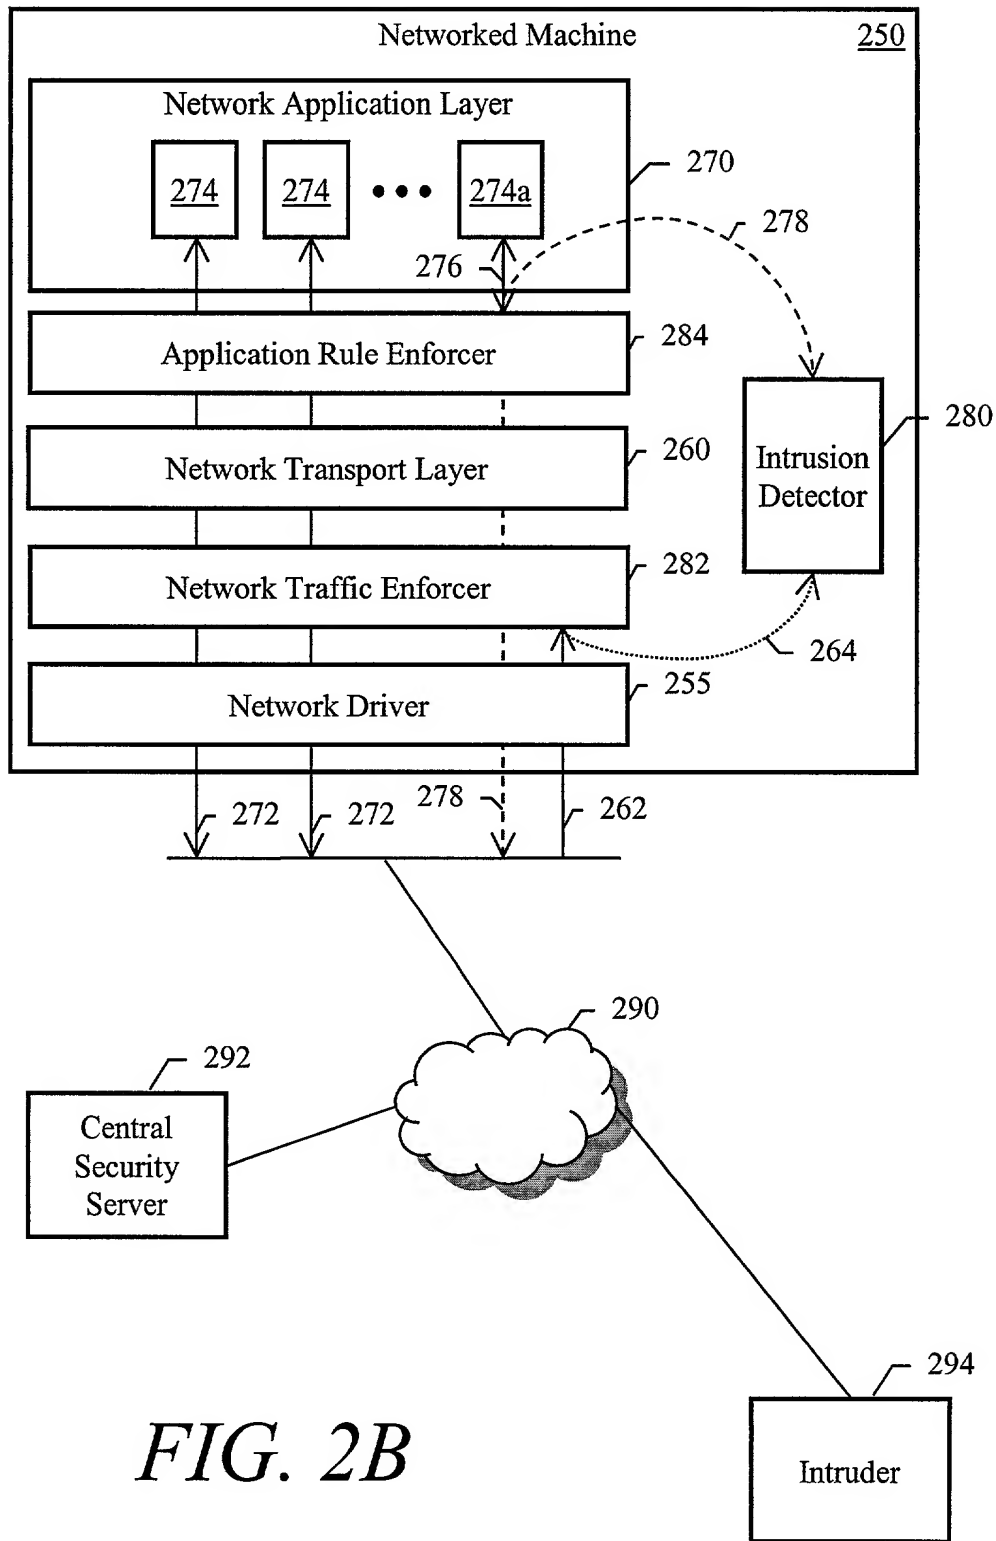 Networked Machine 250
Network Application Layer
274 274 274a
270
278
276
Application Rule Enforcer
284
Network Transport Layer
260
Intrusion
Detector
280
Network Traffic Enforcer
282
264
Network Driver
255
272 272 278 262
290
292
Central
Security
Server
294
Intruder
FIG. 2B